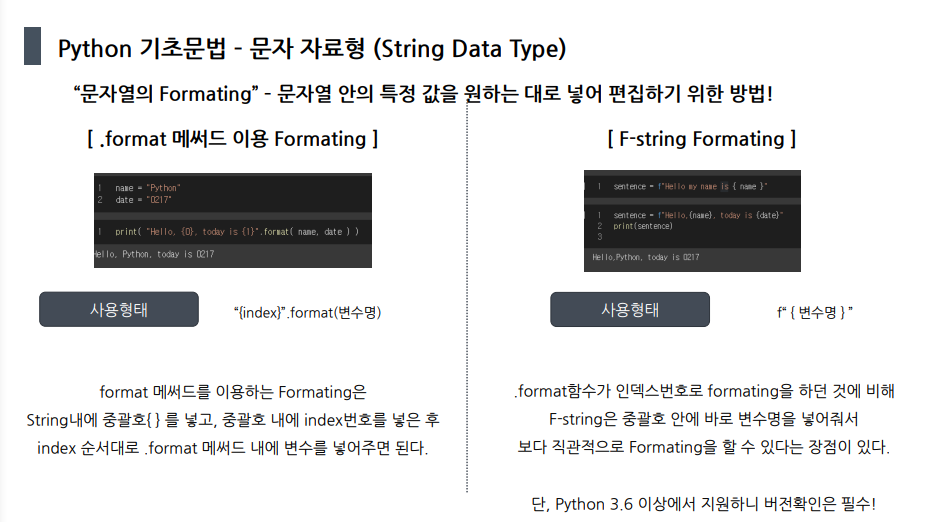 Python 기초문법 – 문자 자료형 (String Data Type)
“문자열의 Formating” – 문자열 안의 특정 값을 원하는 대로 넣어 편집하기 위한 방법!
[ .format 메써드 이용 Formating ]
1 name = "Python"
2 date = "0217"
1 print( "Hello, {0}, today is {1}".format( name, date ) )
Hello, Python, today is 0217
사용형태
“{index}”.format(변수명)
format 메써드를 이용하는 Formating은
String내에 중괄호{ } 를 넣고, 중괄호 내에 index번호를 넣은 후
index 순서대로 .format 메써드 내에 변수를 넣어주면 된다.
[ F-string Formating ]
1 sentence = f"Hello my name is { name }"
1 sentence = f"Hello,{name}, today is {date}"
2 print(sentence)
3
Hello,Python, today is 0217
사용형태
f“ { 변수명 } ”
.format함수가 인덱스번호로 formating을 하던 것에 비해
F-string은 중괄호 안에 바로 변수명을 넣어줘서
보다 직관적으로 Formating을 할 수 있다는 장점이 있다.
단, Python 3.6 이상에서 지원하니 버전확인은 필수!